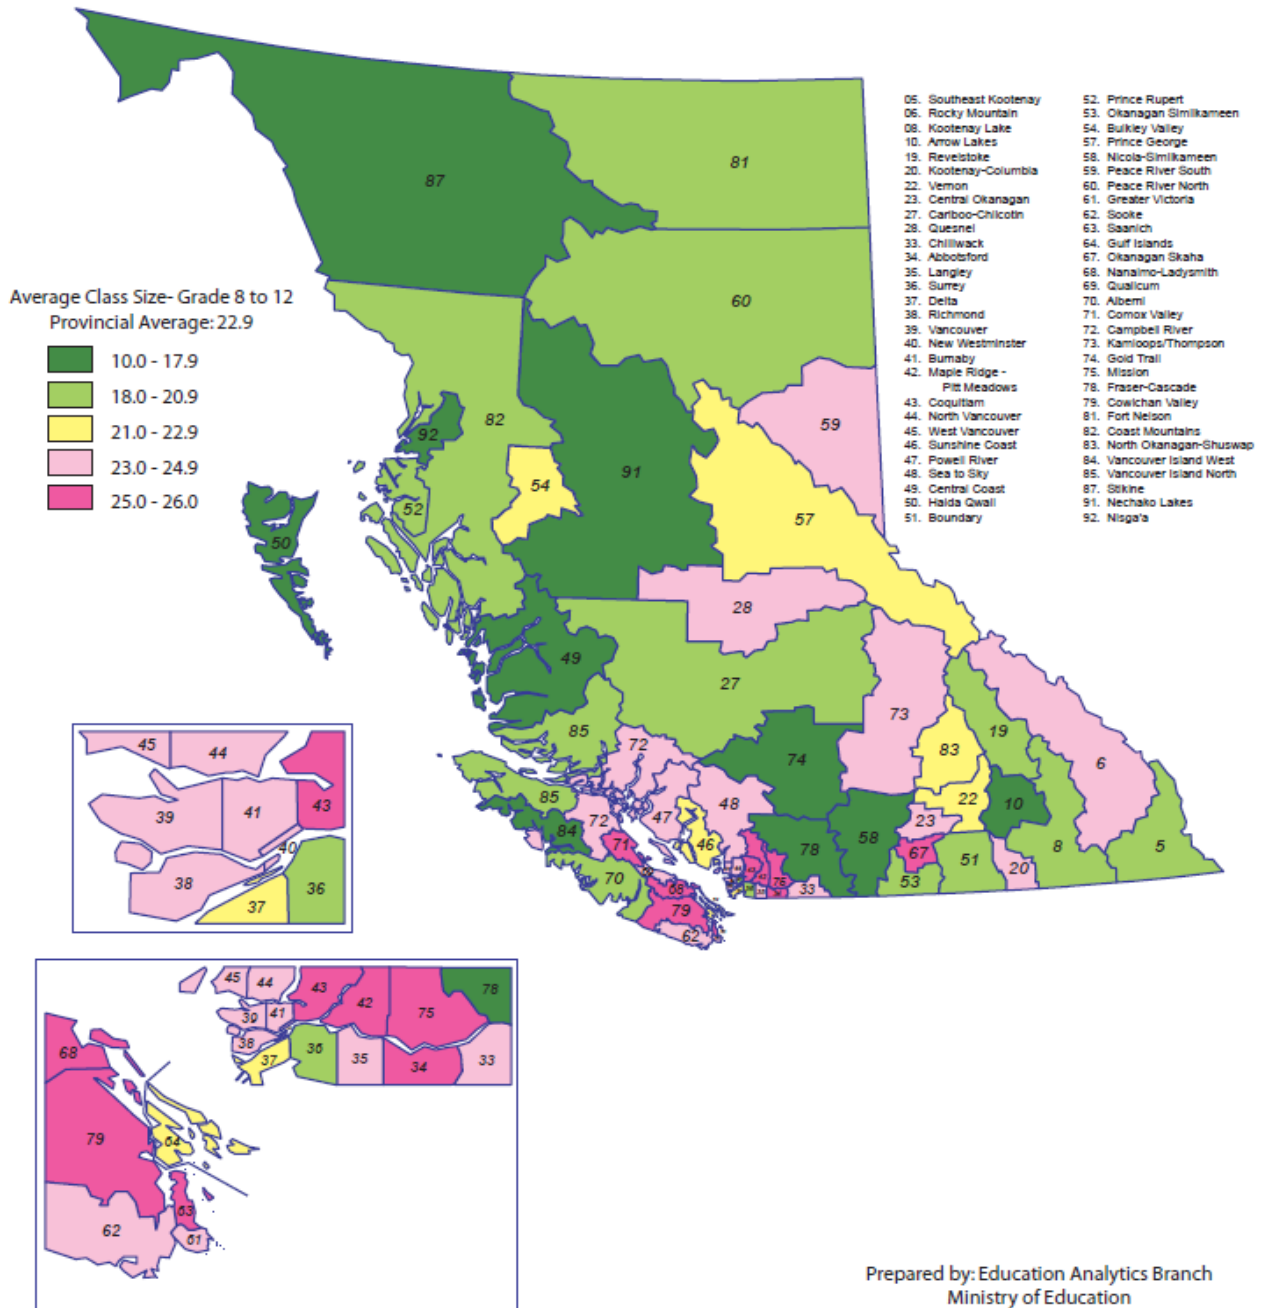 Average Class Size- Grade 8 to 12
Provincial Average: 22.9
10.0 - 17.9
18.0 - 20.9
21.0 - 22.9
23.0 - 24.9
25.0 - 26.0
05. Southeast Kootenay
06. Rocky Mountain
08. Kootenay Lake
10. Arrow Lakes
19. Revelstoke
20. Kootenay-Columbia
22. Vernon
23. Central Okanagan
27. Cariboo-Chilcotin
28. Quesnel
33. Chilliwack
34. Abbotsford
35. Langley
36. Surrey
37. Delta
38. Richmond
39. Vancouver
40. New Westminster
41. Burnaby
42. Maple Ridge -
Pitt Meadows
43. Coquitlam
44. North Vancouver
45. West Vancouver
46. Sunshine Coast
47. Powell River
48. Sea to Sky
49. Central Coast
50. Haida Qwaii
51. Boundary
52. Prince Rupert
53. Okanagan Similkameen
54. Bulkley Valley
57. Prince George
58. Nicola-Similkameen
59. Peace River South
60. Peace River North
61. Greater Victoria
62. Sooke
63. Saanich
64. Gulf Islands
67. Okanagan Skaha
68. Nanaimo-Ladysmith
69. Qualicum
70. Alberni
71. Comox Valley
72. Campbell River
73. Kamloops/Thompson
74. Gold Trail
75. Mission
78. Fraser-Cascade
79. Cowichan Valley
81. Fort Nelson
82. Coast Mountains
83. North Okanagan-Shuswap
84. Vancouver Island West
85. Vancouver Island North
87. Stikine
91. Nechako Lakes
92. Nisga'a
87
81
60
59
82
92
91
54
52
57
50
28
49
27
73
85
72
74
83
19
6
22
10
48
47
85
72
84
71
46
23
58
78
67
51
20
8
5
53
33
70
68
79
62
75
45
44
43
39
41
40
38
37
36
45
44
43
42
75
78
39
41
38
37
36
35
34
33
68
79
64
63
62
61
Prepared by: Education Analytics Branch
Ministry of Education